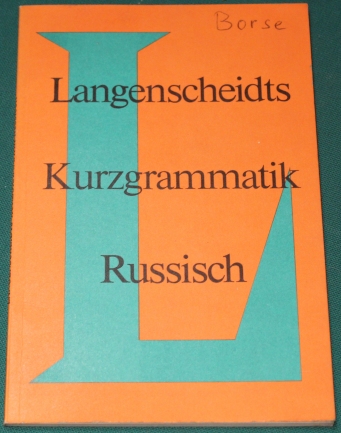 Borse
Langenscheidts
Kurzgrammatik
Russisch